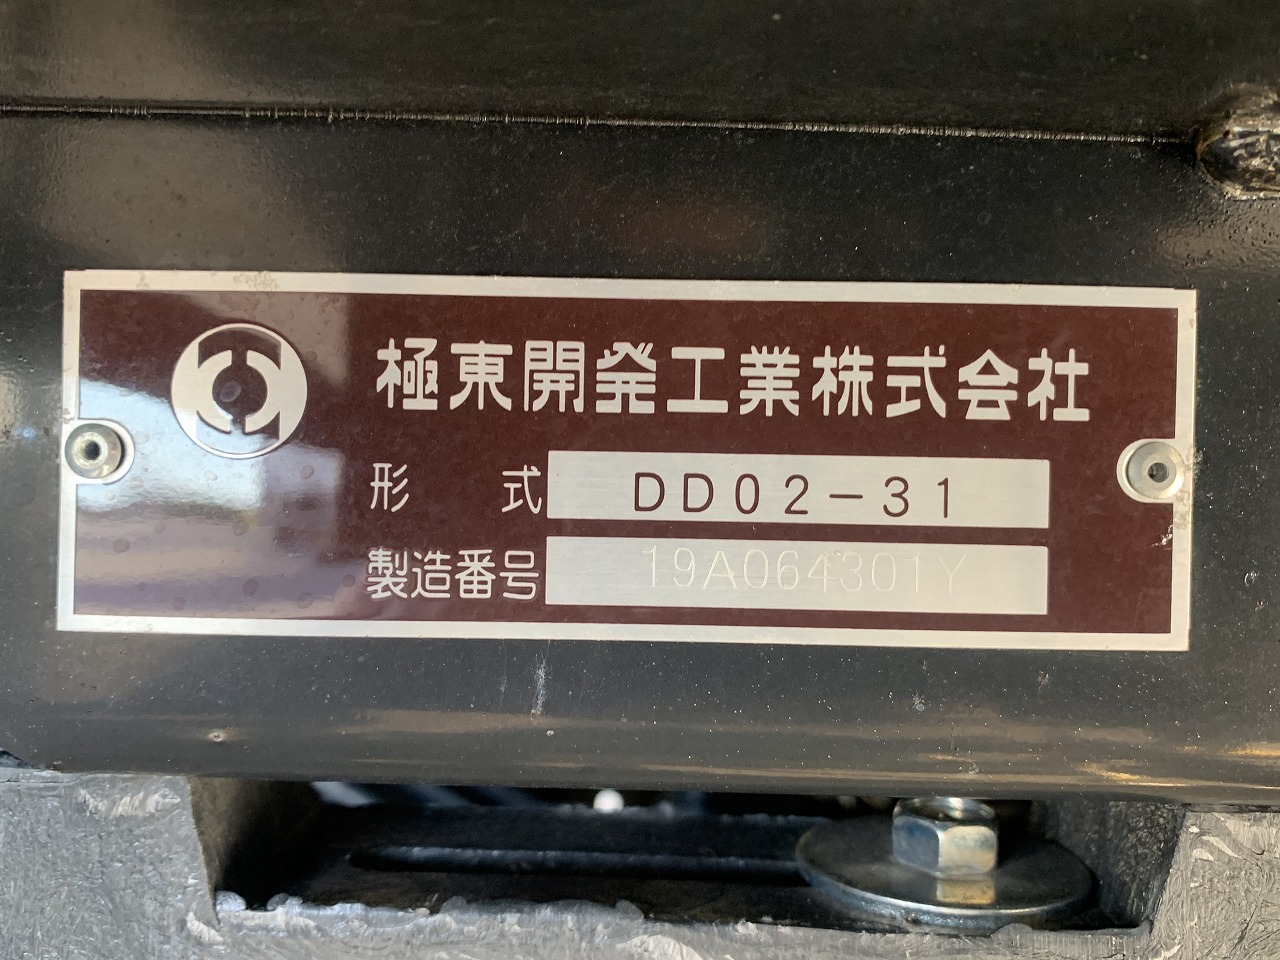 極東開発工業株式会社
形式 DD02-31
製造番号 19A064301Y